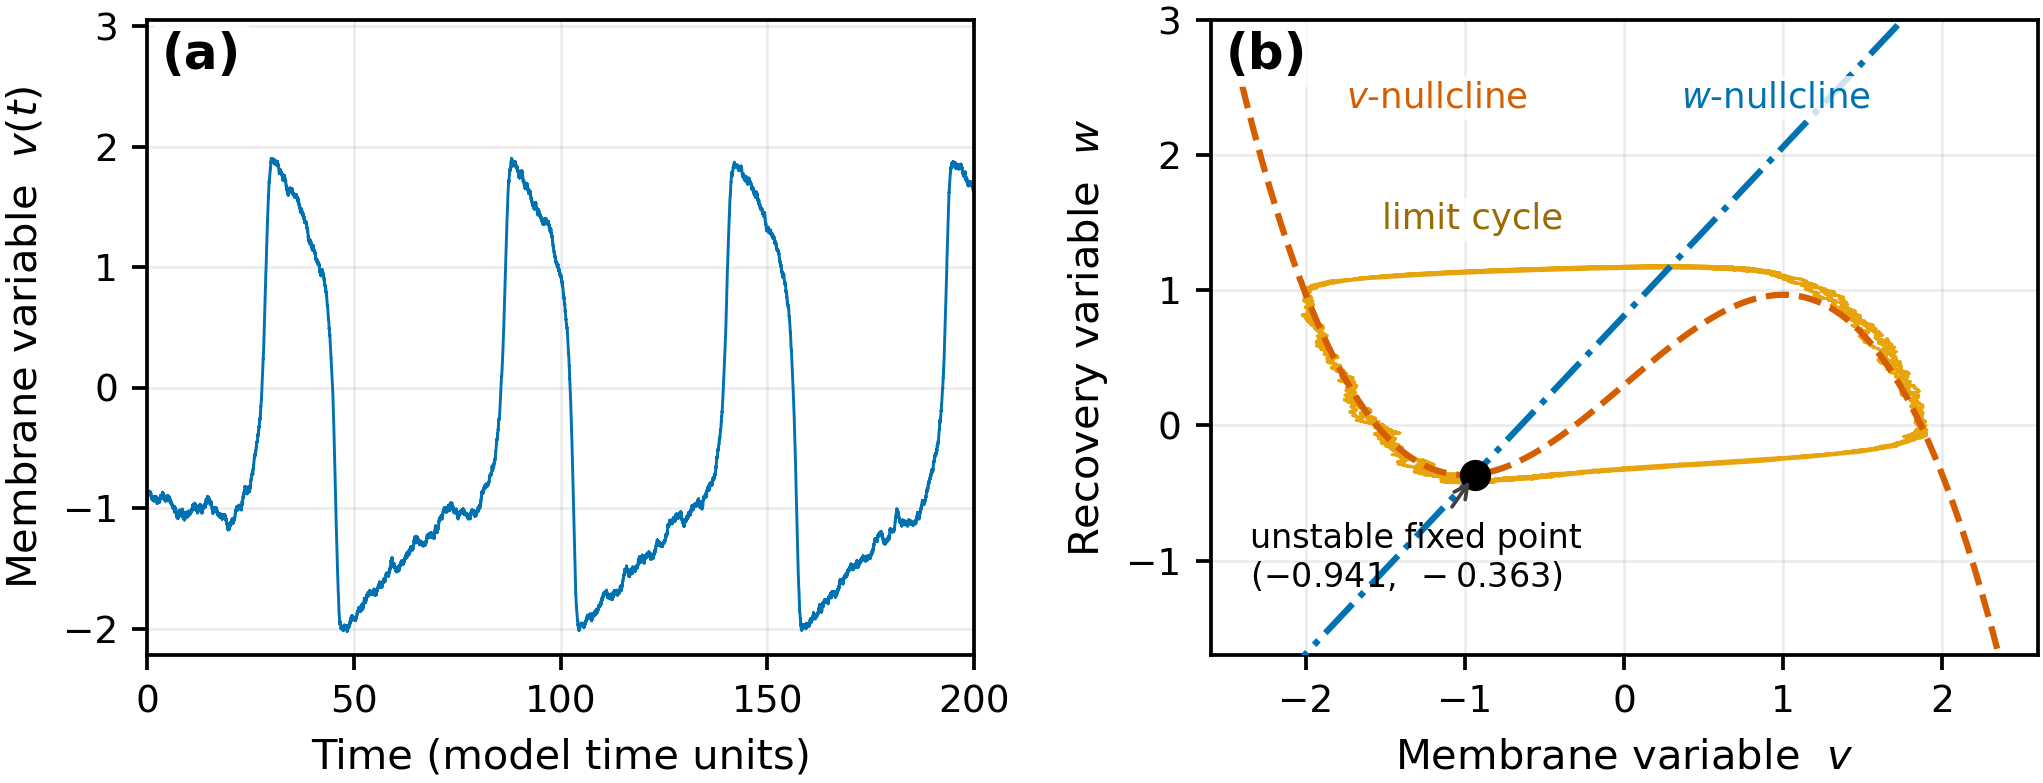 (a)
3
2
1
0
−1
−2
Membrane variable v(t)
0 50 100 150 200
Time (model time units)
(b)
v-nullcline
w-nullcline
limit cycle
unstable fixed point
(−0.941, −0.363)
3
2
1
0
−1
Recovery variable w
−2 −1 0 1 2
Membrane variable v